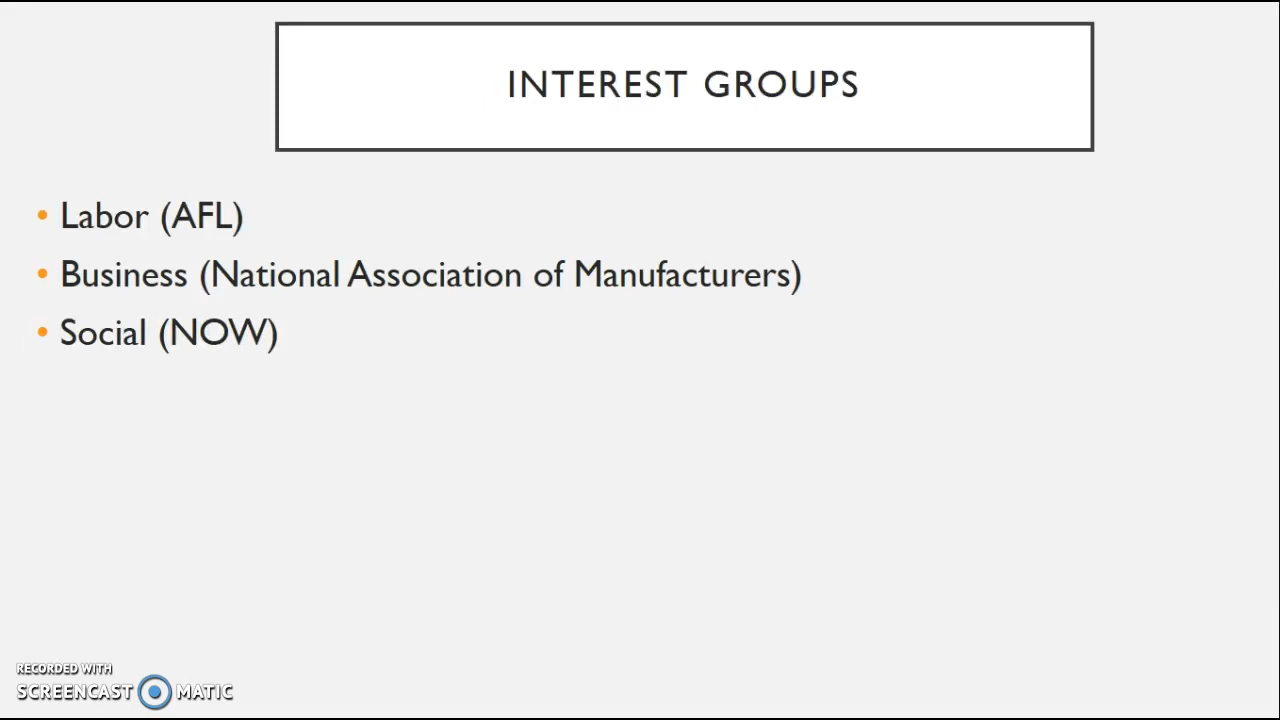 INTEREST GROUPS
• Labor (AFL)
• Business (National Association of Manufacturers)
• Social (NOW)
RECORDED WITH
SCREENCAST MATIC